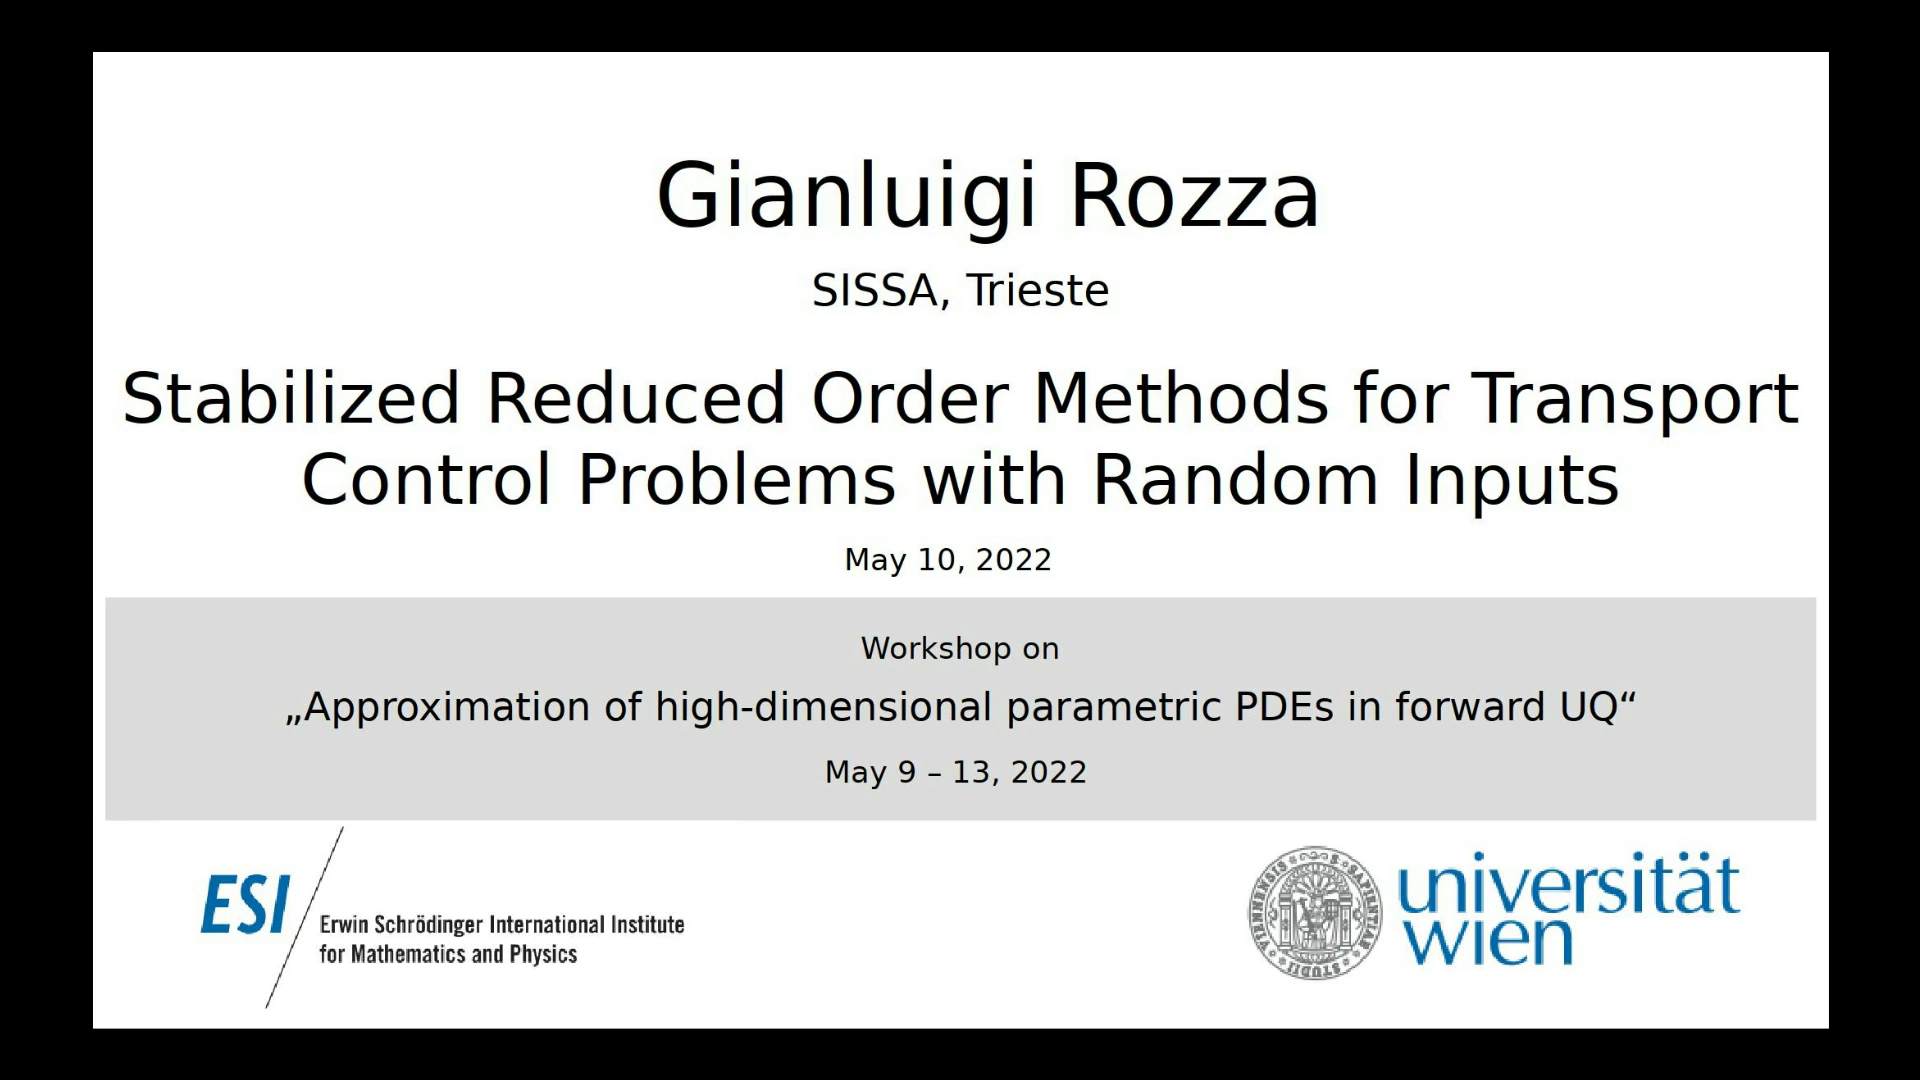 Gianluigi Rozza
SISSA, Trieste
Stabilized Reduced Order Methods for Transport
Control Problems with Random Inputs
May 10, 2022
Workshop on
„Approximation of high-dimensional parametric PDEs in forward UQ“
May 9 – 13, 2022
ESI
Erwin Schrödinger International Institute
for Mathematics and Physics
universität
wien